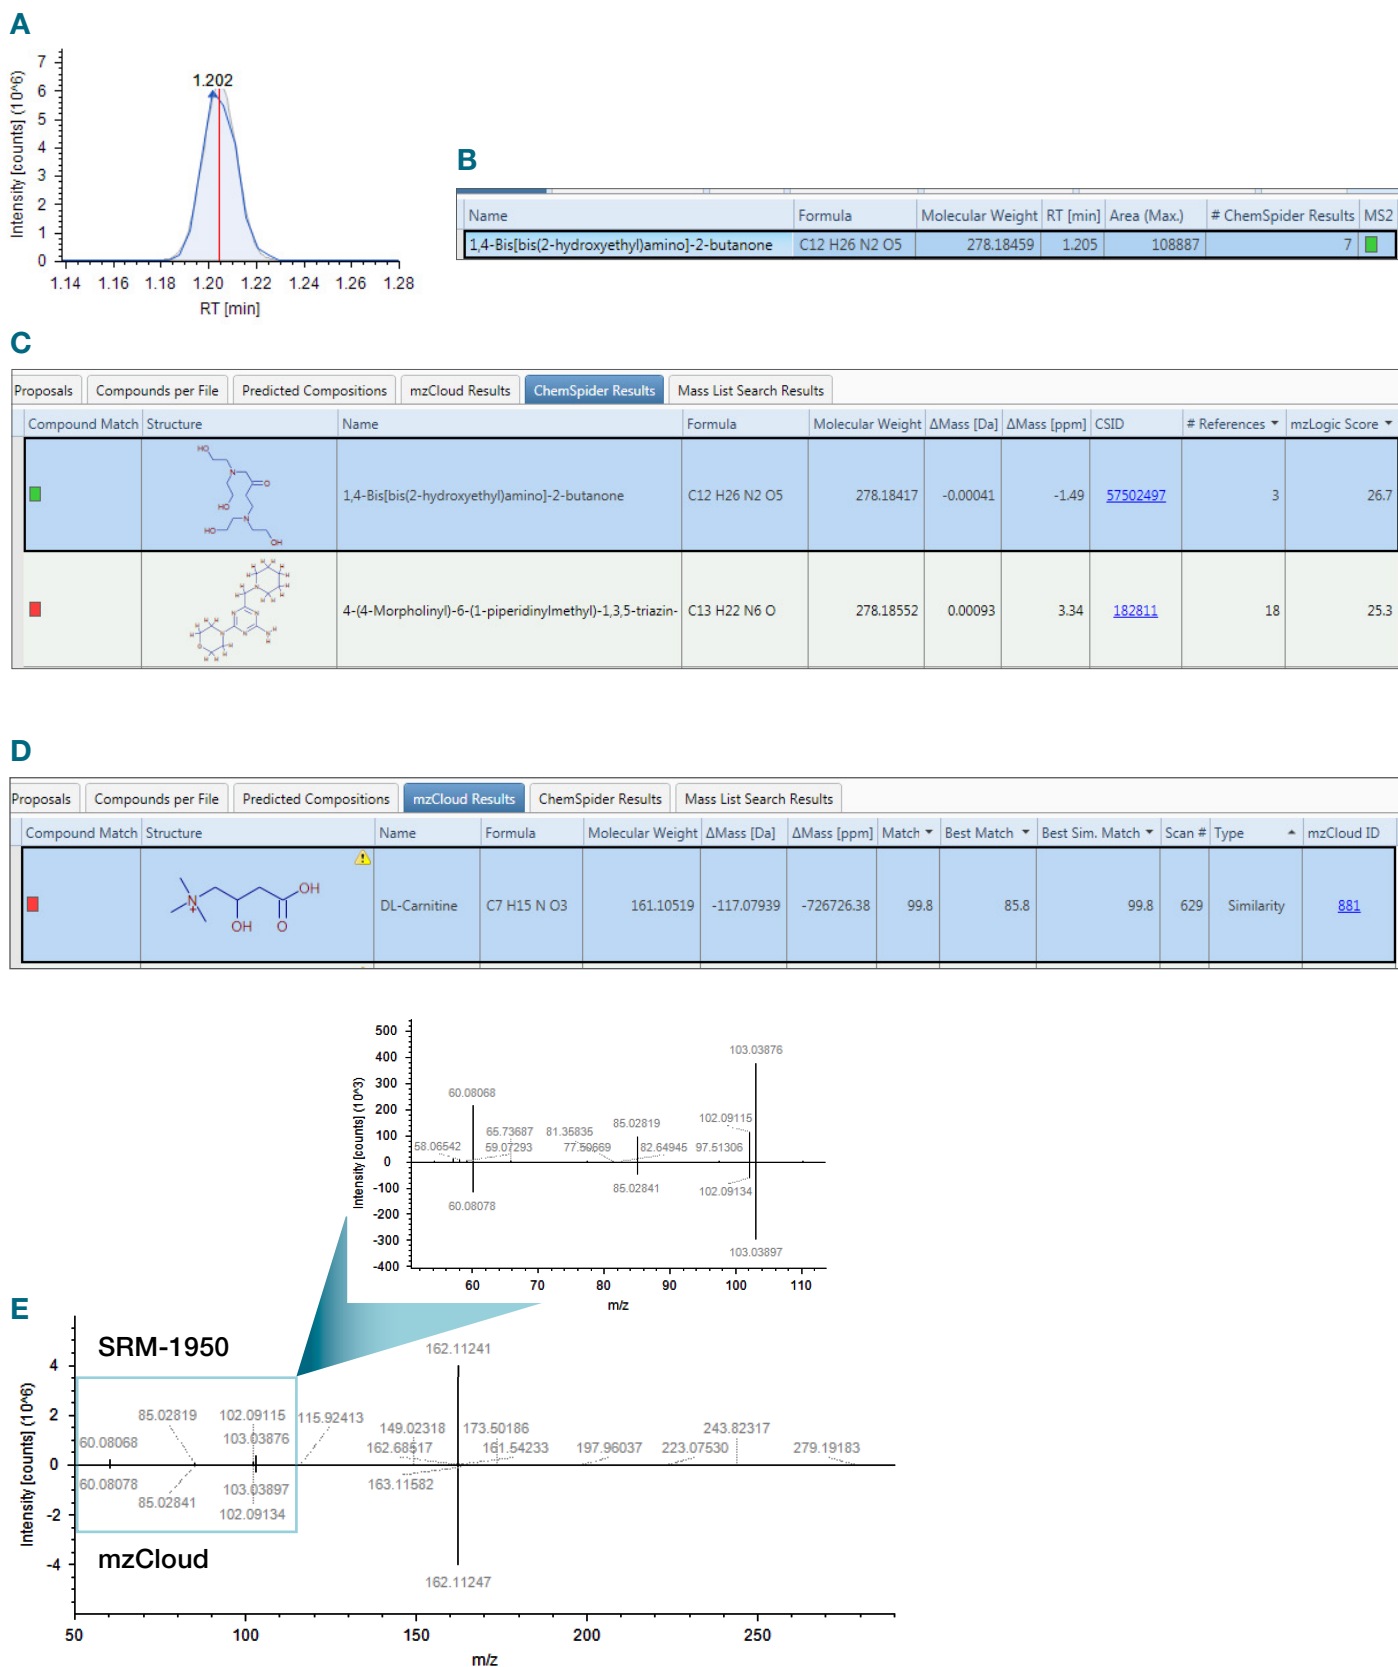 A
7
6
5
4
3
2
1
0
Intensity [counts] (10^6)
1.202
1.14 1.16 1.18 1.20 1.22 1.24 1.26 1.28
RT [min]
B
Name Formula Molecular Weight RT [min] Area (Max.) # ChemSpider Results MS2
1,4-Bis[bis(2-hydroxyethyl)amino]-2-butanone C12 H26 N2 O5 278.18459 1.205 108887 7
C
Proposals Compounds per File Predicted Compositions mzCloud Results ChemSpider Results Mass List Search Results
Compound Match Structure Name Formula Molecular Weight ΔMass [Da] ΔMass [ppm] CSID # References mzLogic Score
1,4-Bis[bis(2-hydroxyethyl)amino]-2-butanone C12 H26 N2 O5 278.18417 -0.00041 -1.49 57502497 3 26.7
4-(4-Morpholinyl)-6-(1-piperidinylmethyl)-1,3,5-triazin- C13 H22 N6 O 278.18552 0.00093 3.34 182811 18 25.3
D
Proposals Compounds per File Predicted Compositions mzCloud Results ChemSpider Results Mass List Search Results
Compound Match Structure Name Formula Molecular Weight ΔMass [Da] ΔMass [ppm] Match Best Match Best Sim. Match Scan # Type mzCloud ID
N+ OH O OH DL-Carnitine C7 H15 N O3 161.10519 -117.07939 -726726.38 99.8 85.8 99.8 629 Similarity 881
500
400
300
200
100
0
-100
-200
-300
-400
Intensity [counts] (10^3)
103.03876
60.08068
65.73687 81.35835 85.02819 102.09115
58.06542 59.07293 77.50669 82.64945 97.51306
60.08078 85.02841 102.09134
103.03897
60 70 80 90 100 110
m/z
E
SRM-1950
4
2
0
-2
-4
Intensity [counts] (10^6)
162.11241
85.02819 102.09115 115.92413
60.08068 103.03876
149.02318 173.50186 243.82317
162.68517 161.54233 197.96037 223.07530 279.19183
60.08078 103.03897 163.11582
85.02841 102.09134
mzCloud
162.11247
50 100 150 200 250
m/z